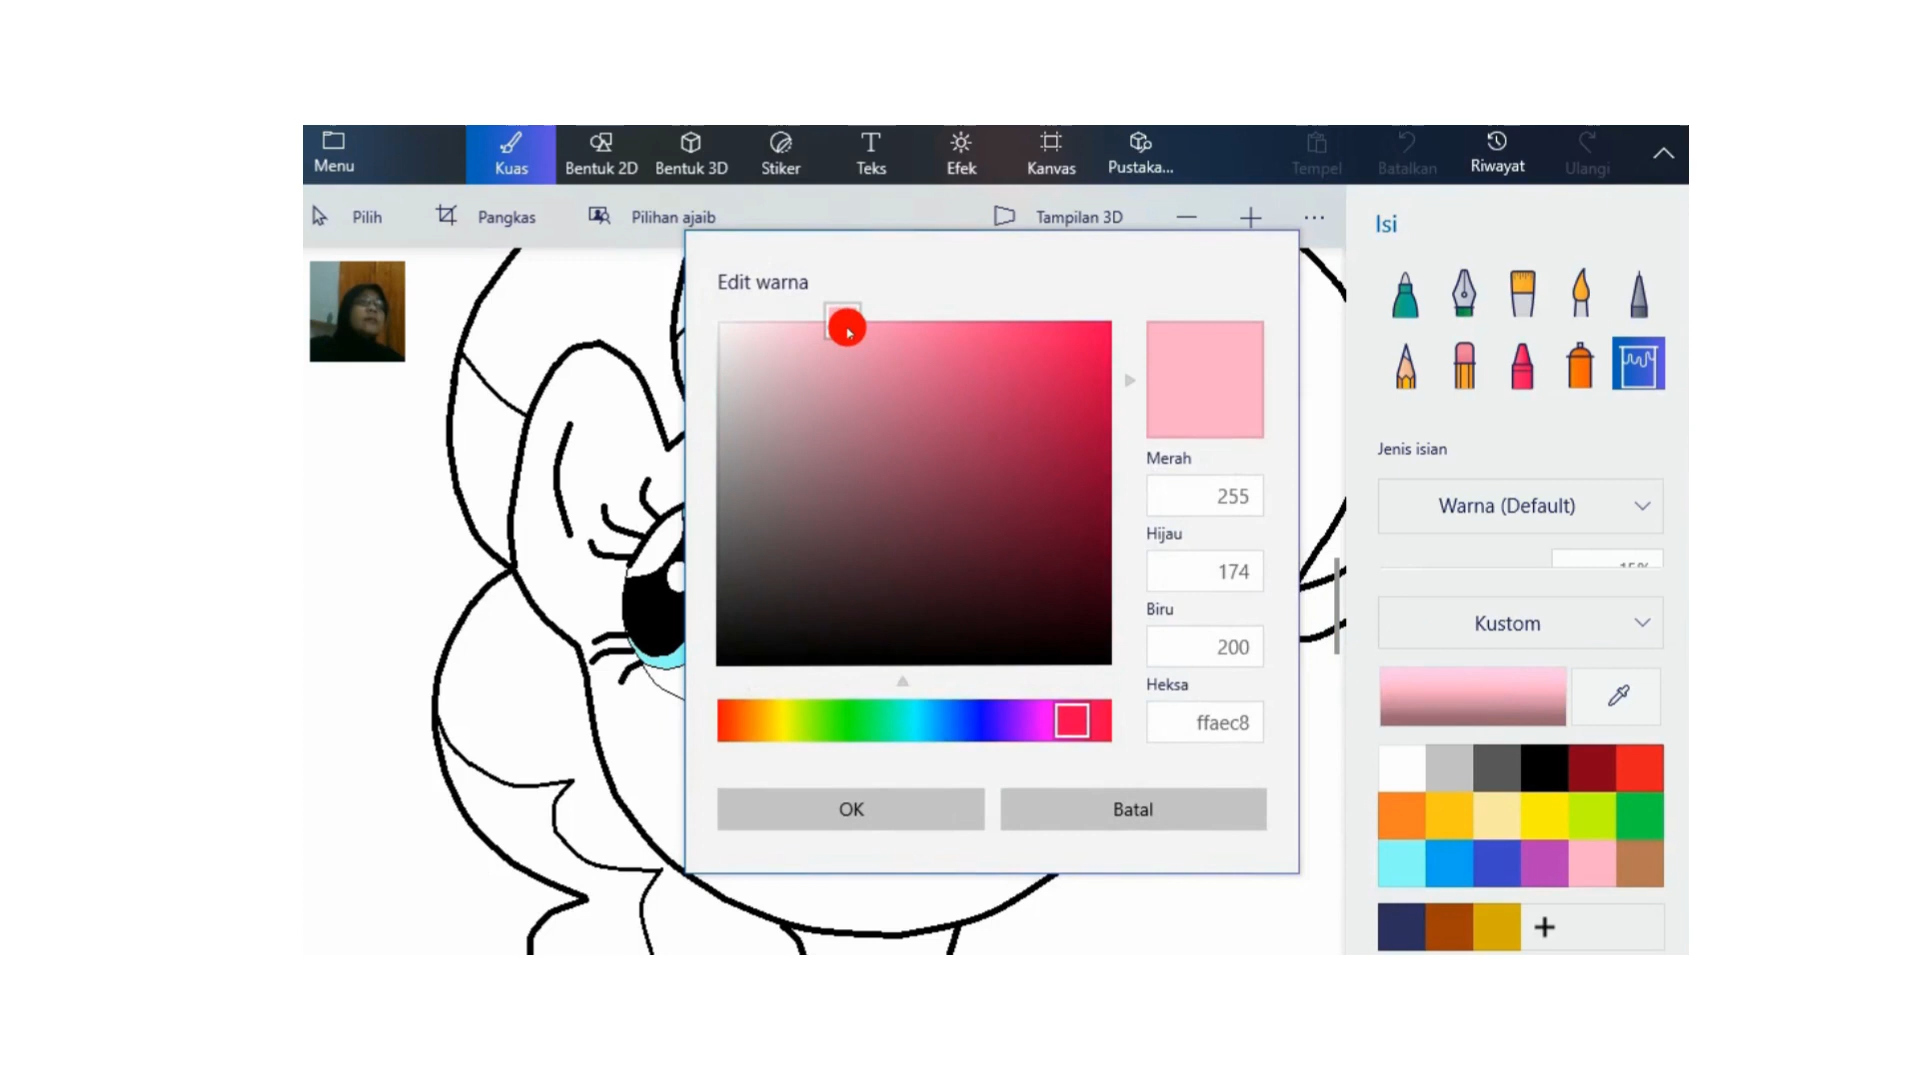 Menu
Kuas
Bentuk 2D
Bentuk 3D
Stiker
Teks
Efek
Kanvas
Pustaka...
Tempel
Batalkan
Riwayat
Ulangi
Pilih
Pangkas
Pilihan ajaib
Tampilan 3D
Isi
Edit warna
Merah
255
Hijau
174
Biru
200
Heksa
ffaec8
OK
Batal
Jenis isian
Warna (Default)
Kustom